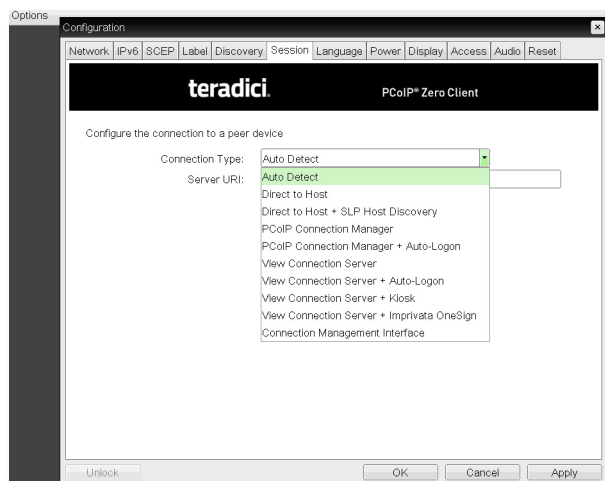 Options
Configuration
Network IPv6 SCEP Label Discovery Session Language Power Display Access Audio Reset
teradici. PCoIP® Zero Client
Configure the connection to a peer device
Connection Type: Auto Detect
Server URI: Auto Detect
Direct to Host
Direct to Host + SLP Host Discovery
PCoIP Connection Manager
PCoIP Connection Manager + Auto-Logon
View Connection Server
View Connection Server + Auto-Logon
View Connection Server + Kiosk
View Connection Server + Imprivata OneSign
Connection Management Interface
Unlock OK Cancel Apply